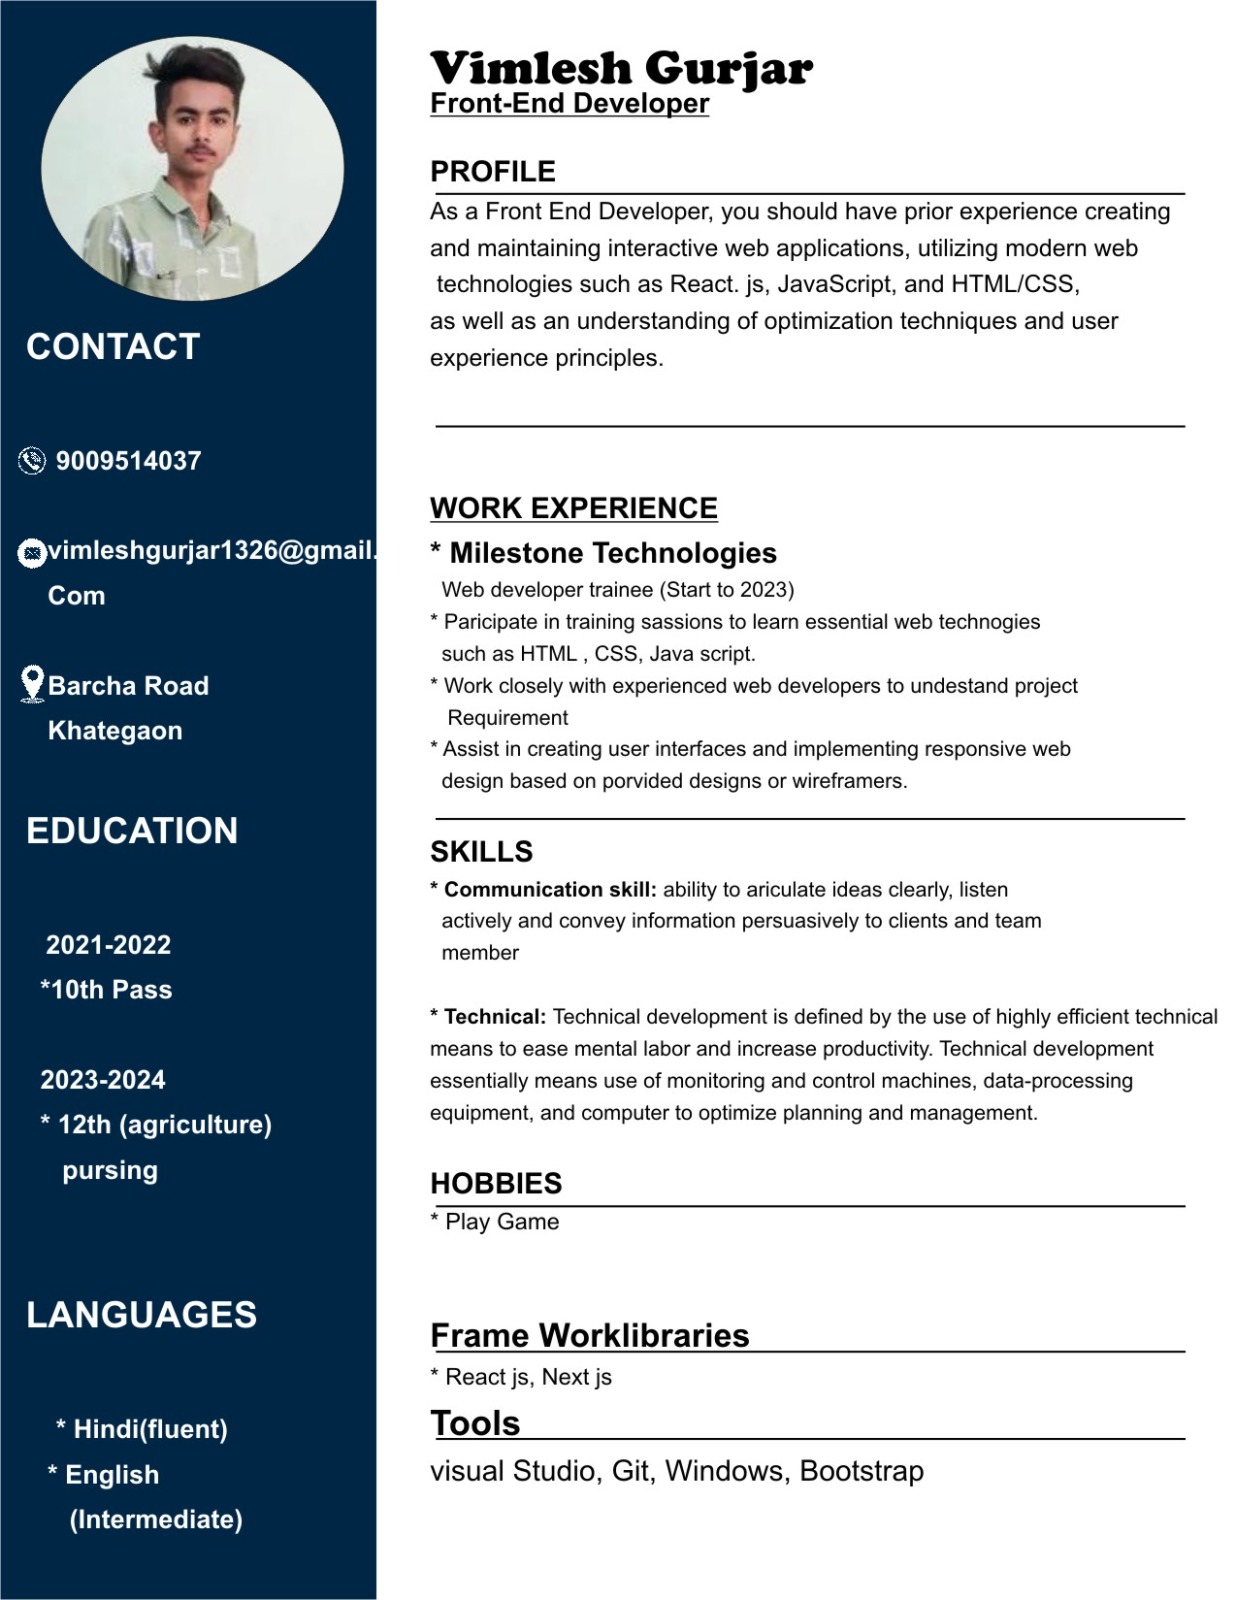 Vimlesh Gurjar
Front-End Developer
PROFILE
As a Front End Developer, you should have prior experience creating
and maintaining interactive web applications, utilizing modern web
technologies such as React. js, JavaScript, and HTML/CSS,
as well as an understanding of optimization techniques and user
experience principles.
CONTACT
9009514037
vimleshgurjar1326@gmail.
Com
Barcha Road
Khategaon
EDUCATION
2021-2022
*10th Pass
2023-2024
* 12th (agriculture)
pursing
LANGUAGES
* Hindi(fluent)
* English
(Intermediate)
WORK EXPERIENCE
* Milestone Technologies
Web developer trainee (Start to 2023)
* Paricipate in training sassions to learn essential web technogies
such as HTML , CSS, Java script.
* Work closely with experienced web developers to undestand project
Requirement
* Assist in creating user interfaces and implementing responsive web
design based on porvided designs or wireframers.
SKILLS
* Communication skill: ability to ariculate ideas clearly, listen
actively and convey information persuasively to clients and team
member
* Technical: Technical development is defined by the use of highly efficient technical
means to ease mental labor and increase productivity. Technical development
essentially means use of monitoring and control machines, data-processing
equipment, and computer to optimize planning and management.
HOBBIES
* Play Game
Frame Worklibraries
* React js, Next js
Tools
visual Studio, Git, Windows, Bootstrap